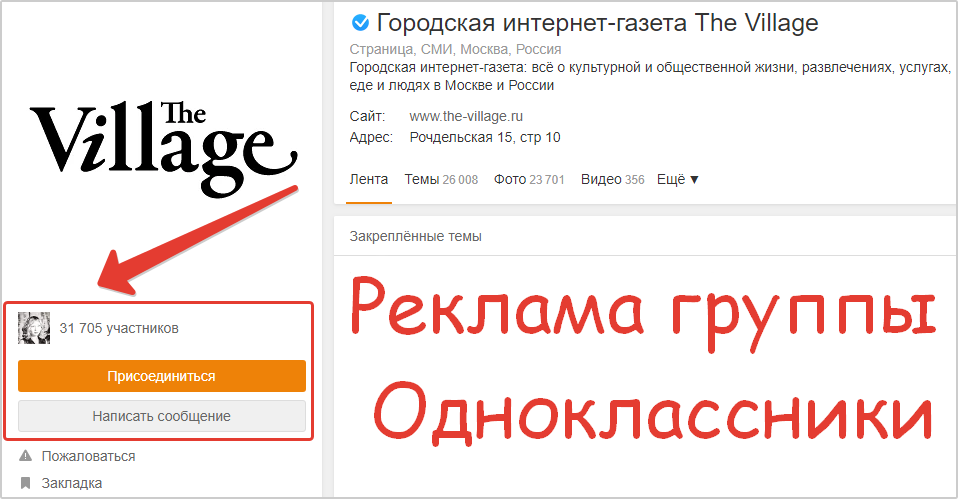 The
Village
31 705 участников
Присоединиться
Написать сообщение
Пожаловаться
Закладка
Городская интернет-газета The Village
Страница, СМИ, Москва, Россия
Городская интернет-газета: всё о культурной и общественной жизни, развлечениях, услугах,
еде и людях в Москве и России
Сайт: www.the-village.ru
Адрес: Рочдельская 15, стр 10
Лента Темы 26 008 Фото 23 701 Видео 356 Ещё ▼
Закреплённые темы
Реклама группы
Одноклассники